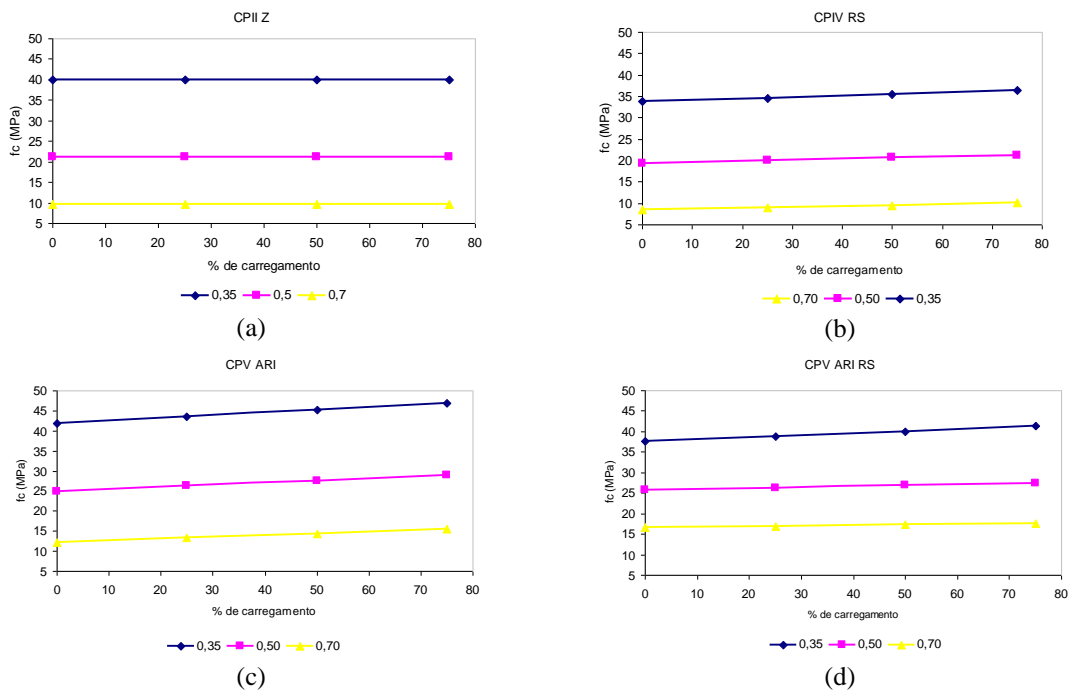 CPII Z
50
45
40
35
30
25
20
15
10
5
fc (MPa)
0 10 20 30 40 50 60 70 80
% de carregamento
0,35 0,5 0,7
(a)
CPIV RS
50
45
40
35
30
25
20
15
10
5
fc (MPa)
0 10 20 30 40 50 60 70 80
% de carregamento
0,70 0,50 0,35
(b)
CPV ARI
50
45
40
35
30
25
20
15
10
5
fc (MPa)
0 10 20 30 40 50 60 70 80
% de carregamento
0,35 0,50 0,70
(c)
CPV ARI RS
50
45
40
35
30
25
20
15
10
5
fc (MPa)
0 10 20 30 40 50 60 70 80
% de carregamento
0,35 0,50 0,70
(d)